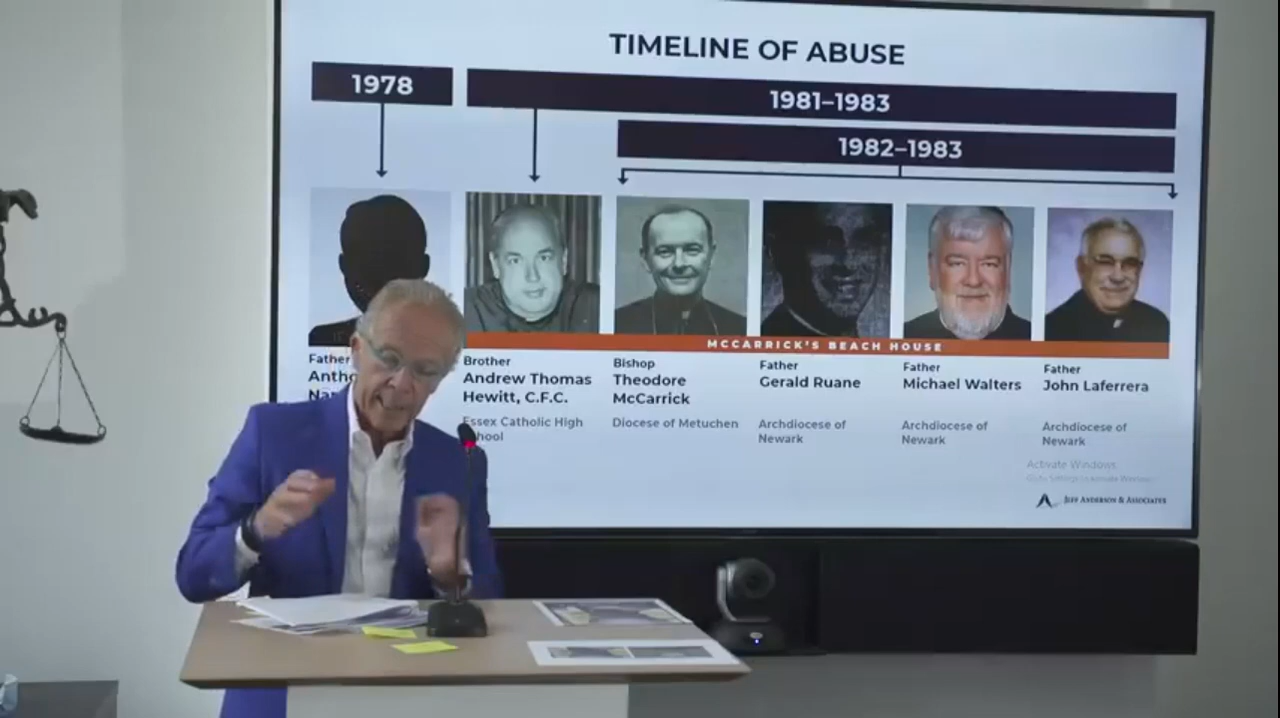 TIMELINE OF ABUSE
1978
1981–1983
1982–1983
MCCARRICK'S BEACH HOUSE
Father
Brother
Andrew Thomas
Hewitt, C.F.C.
Essex Catholic High
Bishop
Theodore
McCarrick
Diocese of Metuchen
Father
Gerald Ruane
Archdiocese of
Newark
Father
Michael Walters
Archdiocese of
Newark
Father
John Laferrera
Archdiocese of
Newark
Activate Windows
JEFF ANDERSON & ASSOCIATES